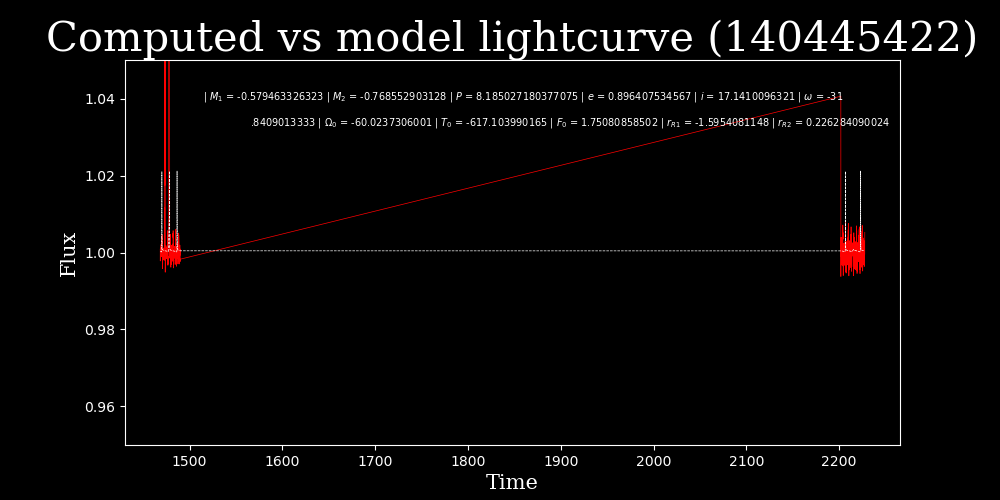 Computed vs model lightcurve (140445422)
| M₁ = -0.579463326323 | M₂ = -0.768552903128 | P = 8.185027180377075 | e = 0.896407534567 | i = 17.1410096321 | ω = -31
.8409013333 | Ω₀ = -60.0237306001 | T₀ = -617.103990165 | F₀ = 1.75080858502 | r_R1 = -1.5954081148 | r_R2 = 0.226284090024
1.04
1.02
1.00
0.98
0.96
Flux
1500 1600 1700 1800 1900 2000 2100 2200
Time